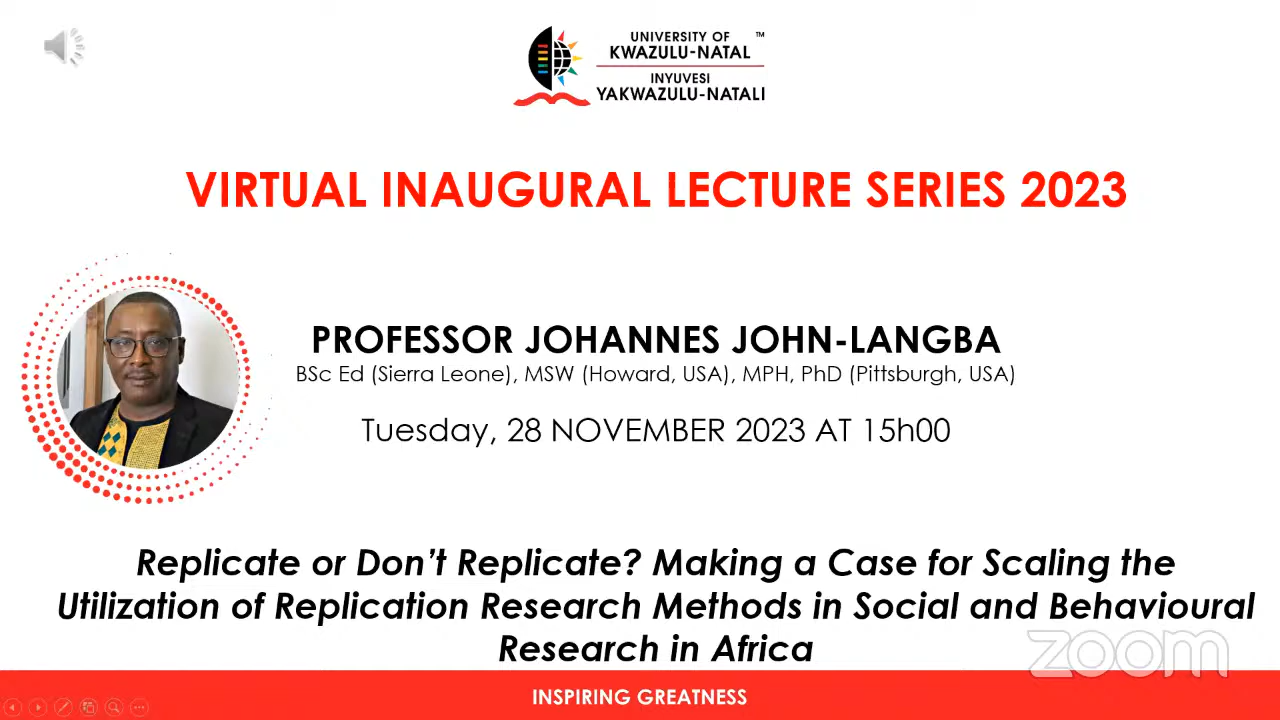 UNIVERSITY OF ™
KWAZULU-NATAL
INYUVESI
YAKWAZULU-NATALI
VIRTUAL INAUGURAL LECTURE SERIES 2023
PROFESSOR JOHANNES JOHN-LANGBA
BSc Ed (Sierra Leone), MSW (Howard, USA), MPH, PhD (Pittsburgh, USA)
Tuesday, 28 NOVEMBER 2023 AT 15h00
Replicate or Don’t Replicate? Making a Case for Scaling the
Utilization of Replication Research Methods in Social and Behavioural
Research in Africa
zoom
INSPIRING GREATNESS